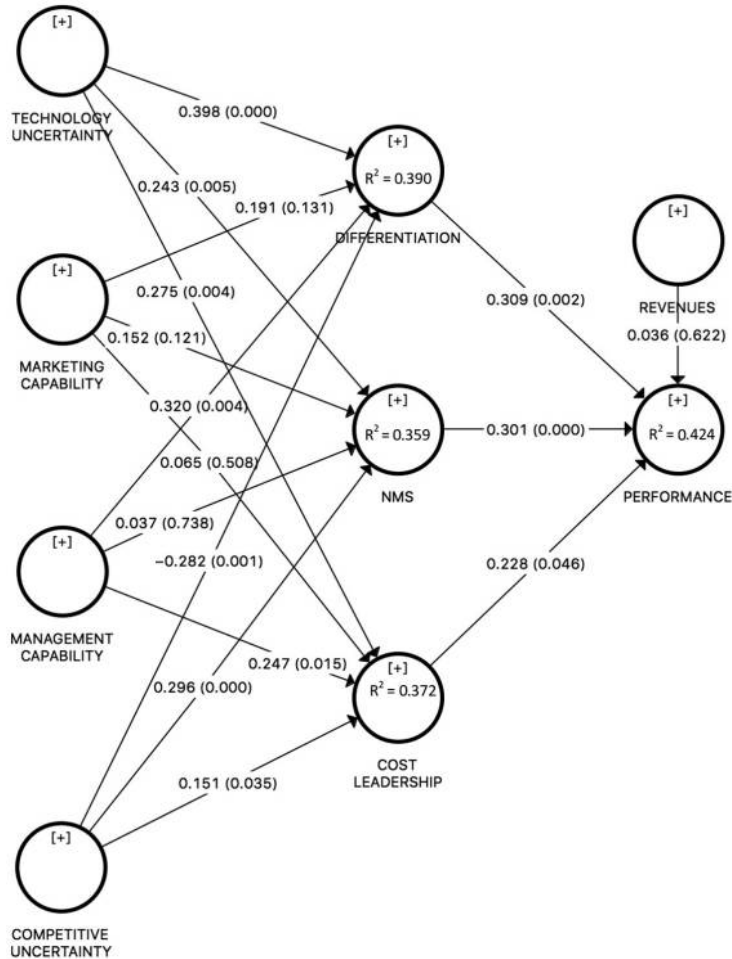 [+]
TECHNOLOGY
UNCERTAINTY
0.398 (0.000)
[+]
R² = 0.390
DIFFERENTIATION
0.243 (0.005)
0.191 (0.131)
[+]
REVENUES
0.036 (0.622)
[+]
MARKETING
CAPABILITY
0.275 (0.004)
0.309 (0.002)
0.152 (0.121)
[+]
R² = 0.359
NMS
0.301 (0.000)
[+]
R² = 0.424
PERFORMANCE
0.320 (0.004)
0.065 (0.508)
0.037 (0.738)
[+]
MANAGEMENT
CAPABILITY
−0.282 (0.001)
0.228 (0.046)
0.247 (0.015)
0.296 (0.000)
[+]
R² = 0.372
COST
LEADERSHIP
0.151 (0.035)
[+]
COMPETITIVE
UNCERTAINTY